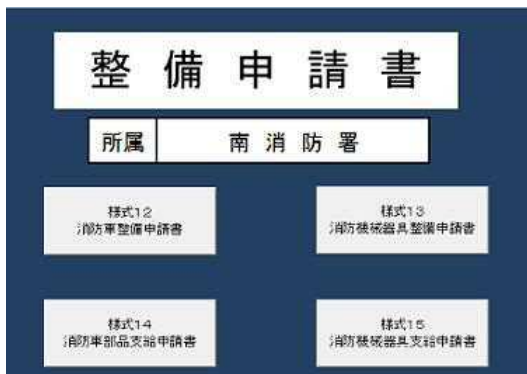 整備申請書
所属 南消防署
様式12
消防車整備申請書
様式13
消防機械器具整備申請書
様式14
消防車部品支給申請書
様式15
消防機械器具支給申請書